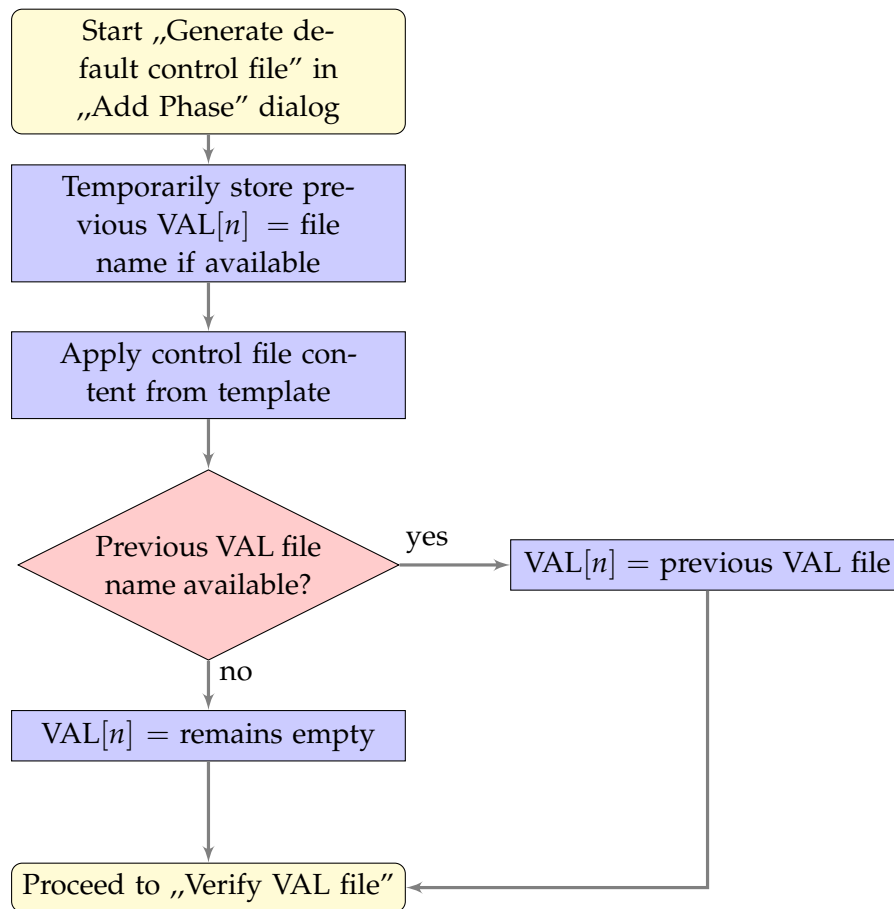 Start „Generate de-
fault control file” in
„Add Phase” dialog
Temporarily store pre-
vious VAL[n] = file
name if available
Apply control file con-
tent from template
Previous VAL file
name available?
yes
VAL[n] = previous VAL file
no
VAL[n] = remains empty
Proceed to „Verify VAL file”